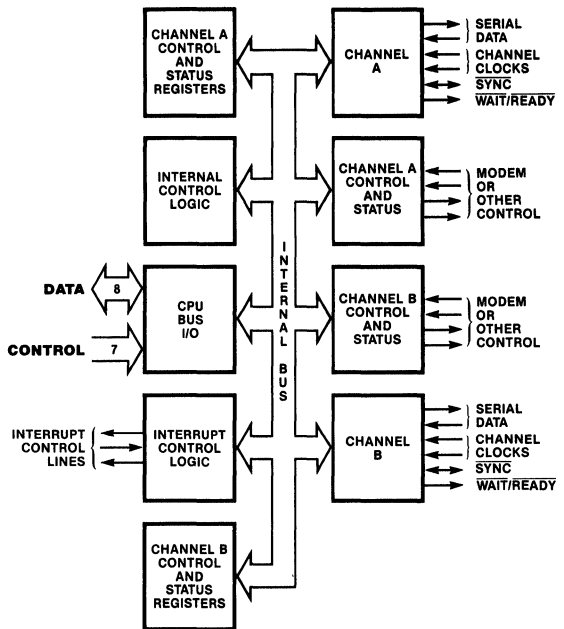 CHANNEL A
CONTROL
AND
STATUS
REGISTERS
CHANNEL
A
SERIAL
DATA
CHANNEL
CLOCKS
SYNC
WAIT/READY
INTERNAL
CONTROL
LOGIC
CHANNEL A
CONTROL
AND
STATUS
MODEM
OR
OTHER
CONTROL
INTERNAL BUS
DATA
8
CONTROL
7
CPU
BUS
I/O
CHANNEL B
CONTROL
AND
STATUS
MODEM
OR
OTHER
CONTROL
INTERRUPT
CONTROL
LINES
INTERRUPT
CONTROL
LOGIC
CHANNEL
B
SERIAL
DATA
CHANNEL
CLOCKS
SYNC
WAIT/READY
CHANNEL B
CONTROL
AND
STATUS
REGISTERS